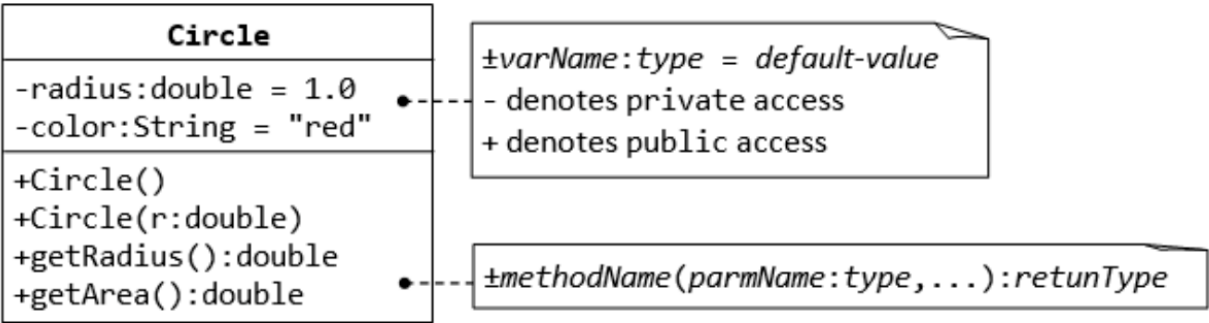 Circle
-radius:double = 1.0
-color:String = "red"
+Circle()
+Circle(r:double)
+getRadius():double
+getArea():double
±varName:type = default-value
- denotes private access
+ denotes public access
±methodName(parmName:type,...):retunType